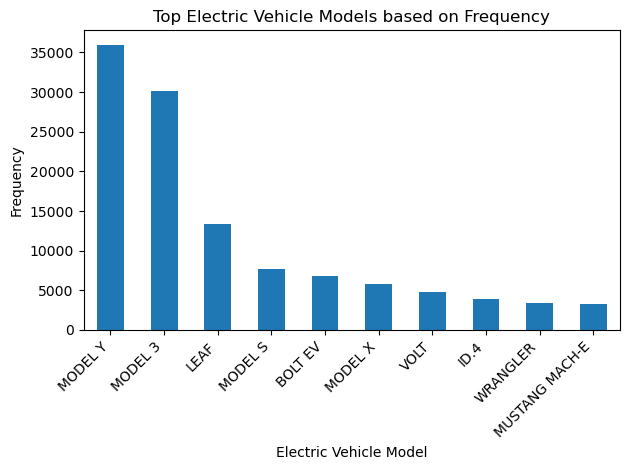 Top Electric Vehicle Models based on Frequency
Frequency
35000
30000
25000
20000
15000
10000
5000
0
MODEL Y
MODEL 3
LEAF
MODEL S
BOLT EV
MODEL X
VOLT
ID.4
WRANGLER
MUSTANG MACH-E
Electric Vehicle Model